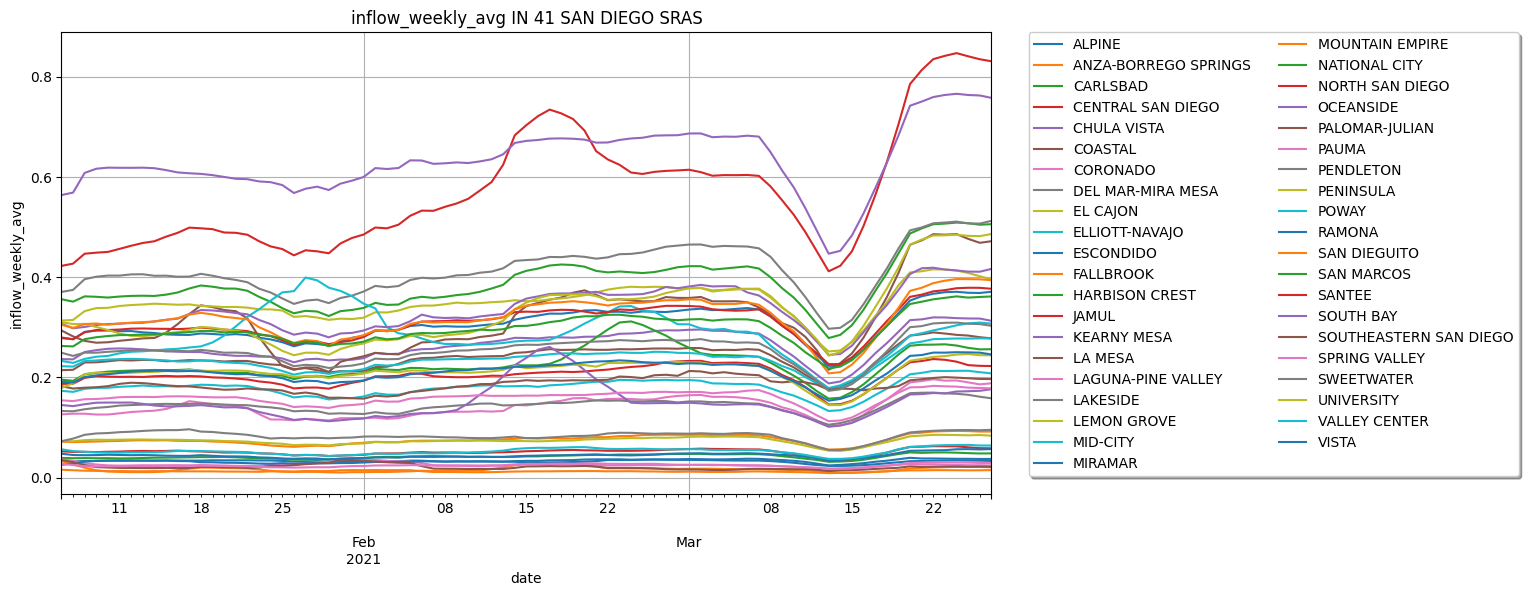 inflow_weekly_avg IN 41 SAN DIEGO SRAS
inflow_weekly_avg
0.8
0.6
0.4
0.2
0.0
11
18
25
Feb
2021
08
15
22
Mar
08
15
22
date
ALPINE
ANZA-BORREGO SPRINGS
CARLSBAD
CENTRAL SAN DIEGO
CHULA VISTA
COASTAL
CORONADO
DEL MAR-MIRA MESA
EL CAJON
ELLIOTT-NAVAJO
ESCONDIDO
FALLBROOK
HARBISON CREST
JAMUL
KEARNY MESA
LA MESA
LAGUNA-PINE VALLEY
LAKESIDE
LEMON GROVE
MID-CITY
MIRAMAR
MOUNTAIN EMPIRE
NATIONAL CITY
NORTH SAN DIEGO
OCEANSIDE
PALOMAR-JULIAN
PAUMA
PENDLETON
PENINSULA
POWAY
RAMONA
SAN DIEGUITO
SAN MARCOS
SANTEE
SOUTH BAY
SOUTHEASTERN SAN DIEGO
SPRING VALLEY
SWEETWATER
UNIVERSITY
VALLEY CENTER
VISTA